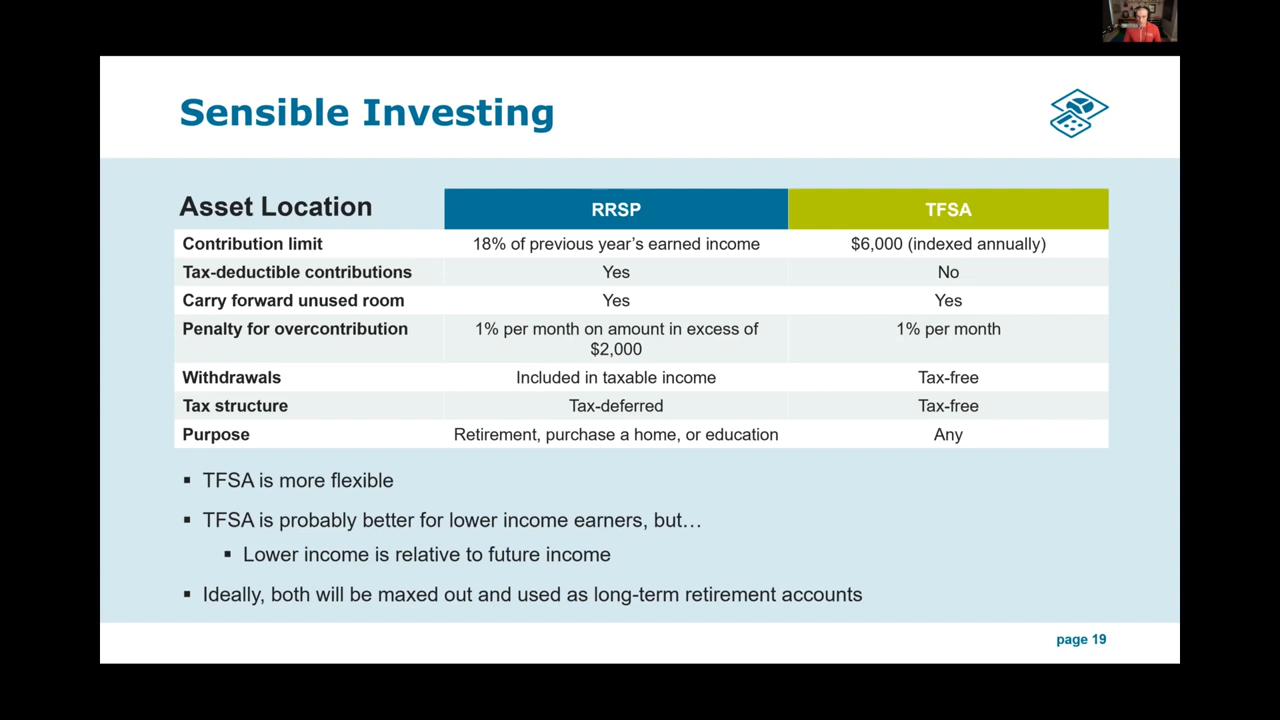 Sensible Investing
Asset Location RRSP TFSA
Contribution limit 18% of previous year’s earned income $6,000 (indexed annually)
Tax-deductible contributions Yes No
Carry forward unused room Yes Yes
Penalty for overcontribution 1% per month on amount in excess of 1% per month
$2,000
Withdrawals Included in taxable income Tax-free
Tax structure Tax-deferred Tax-free
Purpose Retirement, purchase a home, or education Any
▪ TFSA is more flexible
▪ TFSA is probably better for lower income earners, but…
▪ Lower income is relative to future income
▪ Ideally, both will be maxed out and used as long-term retirement accounts
page 19